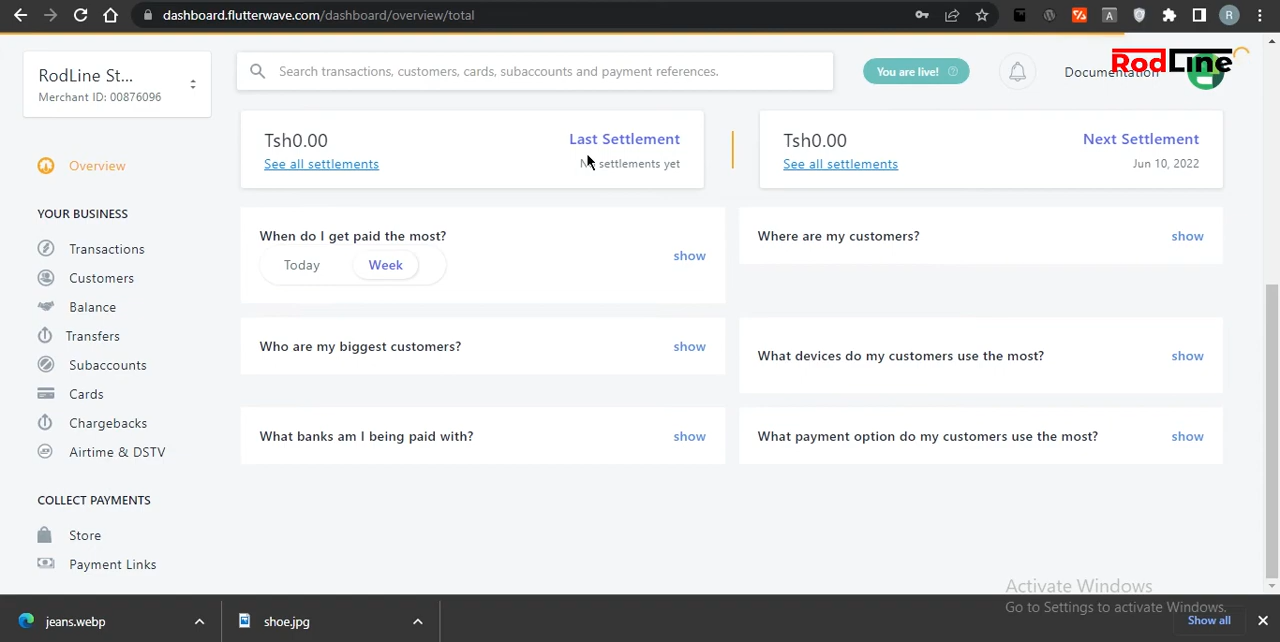 dashboard.flutterwave.com/dashboard/overview/total
A
R
RodLine St...
Merchant ID: 00876096
Search transactions, customers, cards, subaccounts and payment references.
You are live!
Documentation
RodLine
Overview
YOUR BUSINESS
Transactions
Customers
Balance
Transfers
Subaccounts
Cards
Chargebacks
Airtime & DSTV
COLLECT PAYMENTS
Store
Payment Links
Tsh0.00
Last Settlement
See all settlements
No settlements yet
Tsh0.00
Next Settlement
See all settlements
Jun 10, 2022
When do I get paid the most?
Today
Week
show
Where are my customers?
show
Who are my biggest customers?
show
What devices do my customers use the most?
show
What banks am I being paid with?
show
What payment option do my customers use the most?
show
Activate Windows
Go to Settings to activate Windows.
jeans.webp
shoe.jpg
Show all